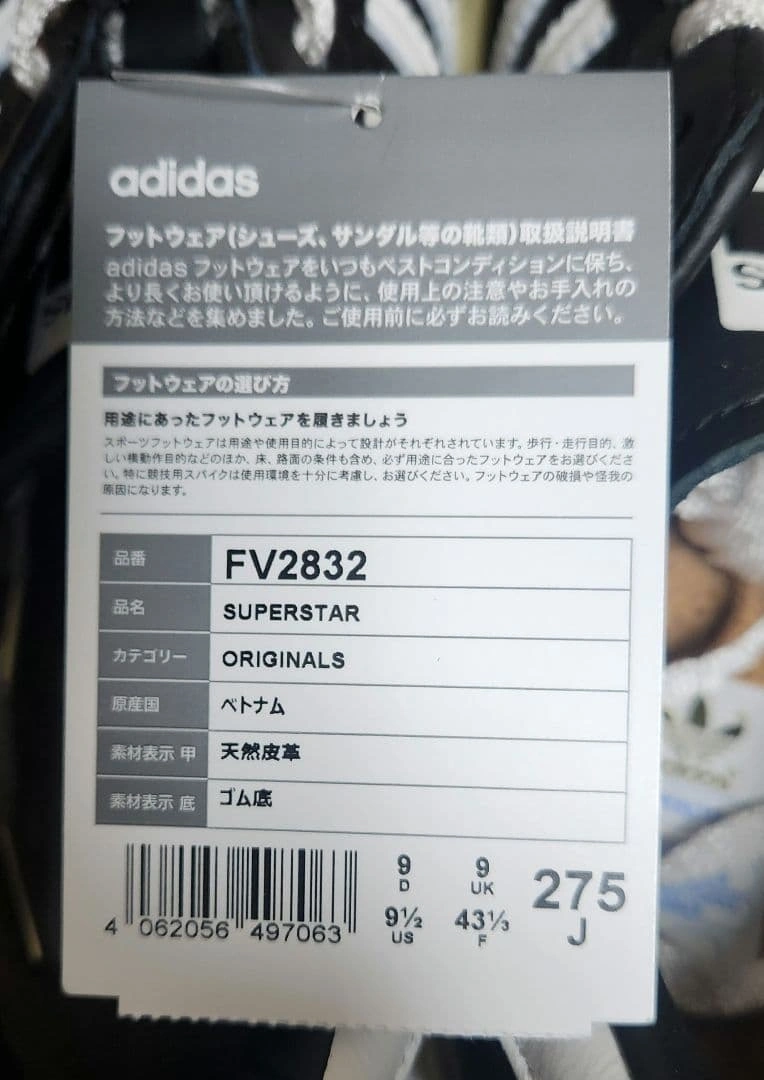 adidas
フットウェア(シューズ、サンダル等の靴類)取扱説明書
adidas フットウェアをいつもベストコンディションに保ち、
より長くお使い頂けるように、使用上の注意やお手入れの
方法などを集めました。ご使用前に必ずお読みください。
フットウェアの選び方
用途にあったフットウェアを履きましょう
スポーツフットウェアは用途や使用目的によって設計がそれぞれされています。歩行・走行目的、激
しい機動作目的などのほか、床、路面の条件も含め、必ず用途に合ったフットウェアをお選びくださ
い。特に競技用スパイクは使用環境を十分に考慮し、お選びください。フットウェアの破損や怪我の
原因になります。
品番 FV2832
品名 SUPERSTAR
カテゴリー ORIGINALS
原産国 ベトナム
素材表示 甲 天然皮革
素材表示 底 ゴム底
9 9 275
D UK J
9½ 43⅓
US F
4 062056 497063